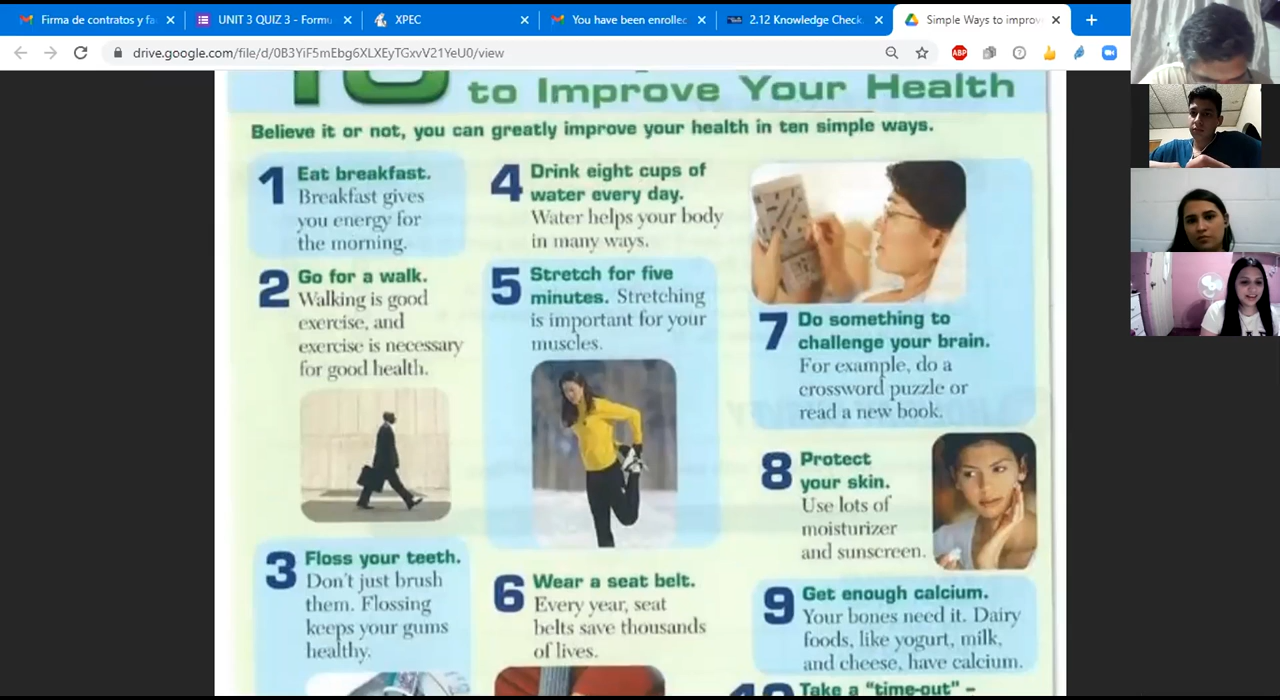 Firma de contratos y fa
UNIT 3 QUIZ 3 - Formu
XPEC
You have been enrollec
2.12 Knowledge Check
Simple Ways to improv
drive.google.com/file/d/0B3YiF5mEbg6XLXEyTGxvV21YeU0/view
ABP
10
to Improve Your Health
Believe it or not, you can greatly improve your health in ten simple ways.
1 Eat breakfast.
Breakfast gives
you energy for
the morning.
2 Go for a walk.
Walking is good
exercise, and
exercise is necessary
for good health.
3 Floss your teeth.
Don't just brush
them. Flossing
keeps your gums
healthy.
4 Drink eight cups of
water every day.
Water helps your body
in many ways.
5 Stretch for five
minutes. Stretching
is important for your
muscles.
6 Wear a seat belt.
Every year, seat
belts save thousands
of lives.
7 Do something to
challenge your brain.
For example, do a
crossword puzzle or
read a new book.
8 Protect
your skin.
Use lots of
moisturizer
and sunscreen.
9 Get enough calcium.
Your bones need it. Dairy
foods, like yogurt, milk,
and cheese, have calcium.
10 Take a "time-out" –